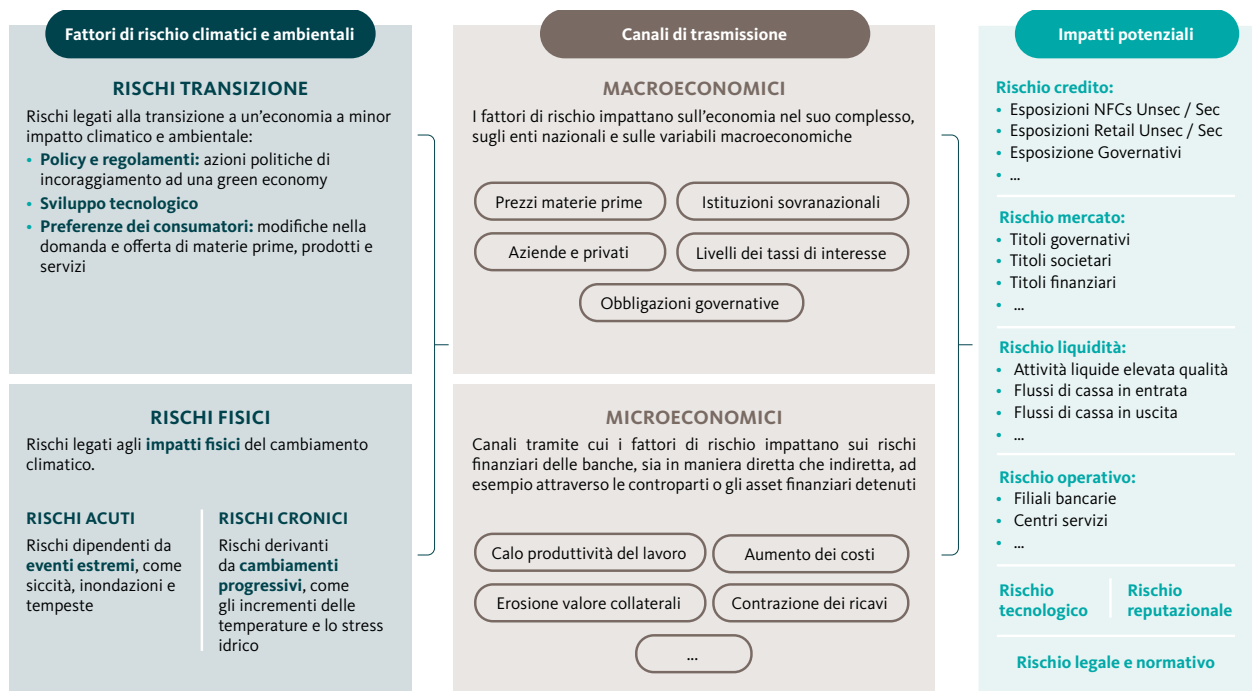 Fattori di rischio climatici e ambientali
RISCHI TRANSIZIONE
Rischi legati alla transizione a un'economia a minor
impatto climatico e ambientale:
• Policy e regolamenti: azioni politiche di
incoraggiamento ad una green economy
• Sviluppo tecnologico
• Preferenze dei consumatori: modifiche nella
domanda e offerta di materie prime, prodotti e
servizi
RISCHI FISICI
Rischi legati agli impatti fisici del cambiamento
climatico.
RISCHI ACUTI
Rischi dipendenti da
eventi estremi, come
siccità, inondazioni e
tempeste
RISCHI CRONICI
Rischi derivanti
da cambiamenti
progressivi, come
gli incrementi delle
temperature e lo stress
idrico
Canali di trasmissione
MACROECONOMICI
I fattori di rischio impattano sull'economia nel suo complesso,
sugli enti nazionali e sulle variabili macroeconomiche
Prezzi materie prime
Istituzioni sovranazionali
Aziende e privati
Livelli dei tassi di interesse
Obbligazioni governative
MICROECONOMICI
Canali tramite cui i fattori di rischio impattano sui rischi
finanziari delle banche, sia in maniera diretta che indiretta, ad
esempio attraverso le controparti o gli asset finanziari detenuti
Calo produttività del lavoro
Aumento dei costi
Erosione valore collaterali
Contrazione dei ricavi
...
Impatti potenziali
Rischio credito:
• Esposizioni NFCs Unsec / Sec
• Esposizioni Retail Unsec / Sec
• Esposizione Governativi
• ...
Rischio mercato:
• Titoli governativi
• Titoli societari
• Titoli finanziari
• ...
Rischio liquidità:
• Attività liquide elevata qualità
• Flussi di cassa in entrata
• Flussi di cassa in uscita
• ...
Rischio operativo:
• Filiali bancarie
• Centri servizi
• ...
Rischio
tecnologico
Rischio
reputazionale
Rischio legale e normativo